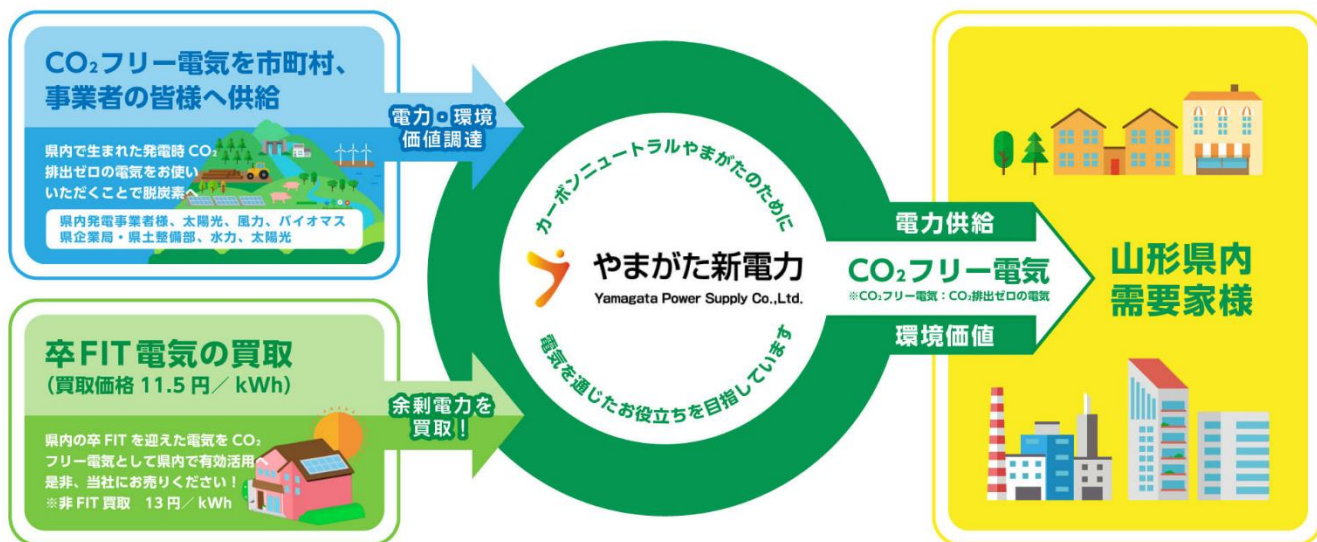 CO₂フリー電気を市町村、
事業者の皆様へ供給
県内で生まれた発電時CO₂
排出ゼロの電気をお使い
いただくことで脱炭素へ
県内発電事業者様、太陽光、風力、バイオマス
県企業局・県土整備部、水力、太陽光
電力・環境
価値調達
卒FIT電気の買取
(買取価格 11.5円/kWh)
県内の卒FITを迎えた電気をCO₂
フリー電気として県内で有効活用へ
是非、当社にお売りください!
※非FIT買取 13円/kWh
余剰電力を
買取!
カーボンニュートラルやまがたのために
やまがた新電力
Yamagata Power Supply Co.,Ltd.
電気を通じたお役立ちを目指しています
電力供給
CO₂フリー電気
※CO₂フリー電気:CO₂排出ゼロの電気
環境価値
山形県内
需要家様